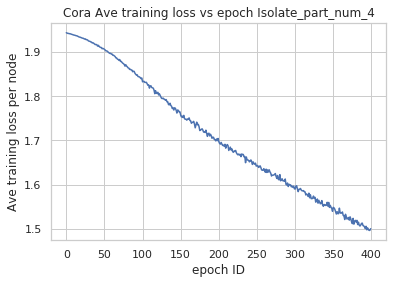 Cora Ave training loss vs epoch Isolate_part_num_4
Ave training loss per node
1.9
1.8
1.7
1.6
1.5
0 50 100 150 200 250 300 350 400
epoch ID